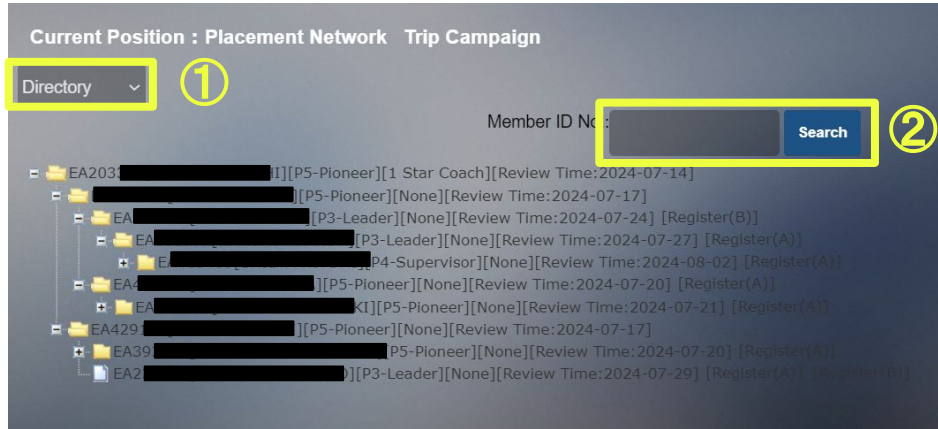 Current Position : Placement Network Trip Campaign
Directory ①
Member ID No.: Search ②
EA203 I][P5-Pioneer][1 Star Coach][Review Time:2024-07-14]
][P5-Pioneer][None][Review Time:2024-07-17]
EA [P3-Leader][None][Review Time:2024-07-24] [Register(B)]
EA [P3-Leader][None][Review Time:2024-07-27] [Register(A)]
E P4-Supervisor][None][Review Time:2024-08-02] [Register(A)]
EA4 ][P5-Pioneer][None][Review Time:2024-07-20] [Register(A)]
EA KI][P5-Pioneer][None][Review Time:2024-07-21] [Register(A)]
EA4291 ][P5-Pioneer][None][Review Time:2024-07-17]
EA39 [P5-Pioneer][None][Review Time:2024-07-20] [Register(A)]
EA2 )][P3-Leader][None][Review Time:2024-07-29] [Register(A)] [Register(B)]